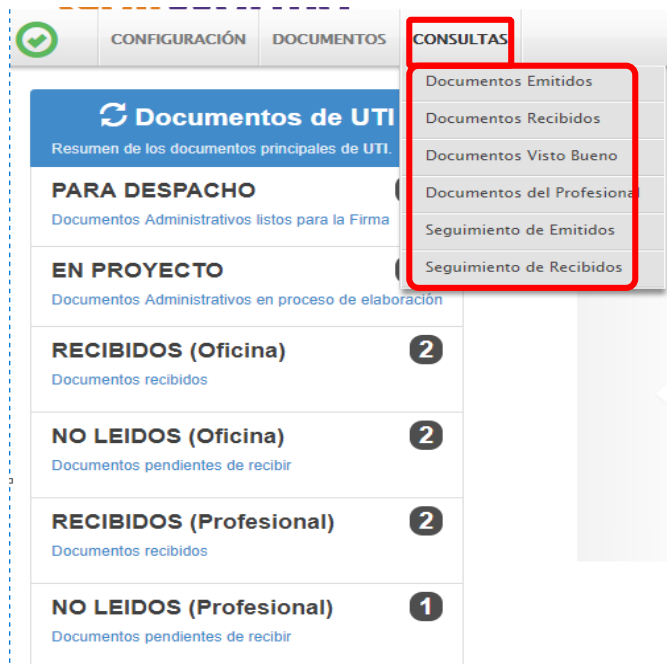 CONFIGURACIÓN DOCUMENTOS CONSULTAS
Documentos Emitidos
Documentos Recibidos
Documentos Visto Bueno
Documentos del Profesional
Seguimiento de Emitidos
Seguimiento de Recibidos
Documentos de UTI
Resumen de los documentos principales de UTI.
PARA DESPACHO
Documentos Administrativos listos para la Firma
EN PROYECTO
Documentos Administrativos en proceso de elaboración
RECIBIDOS (Oficina) 2
Documentos recibidos
NO LEIDOS (Oficina) 2
Documentos pendientes de recibir
RECIBIDOS (Profesional) 2
Documentos recibidos
NO LEIDOS (Profesional) 1
Documentos pendientes de recibir